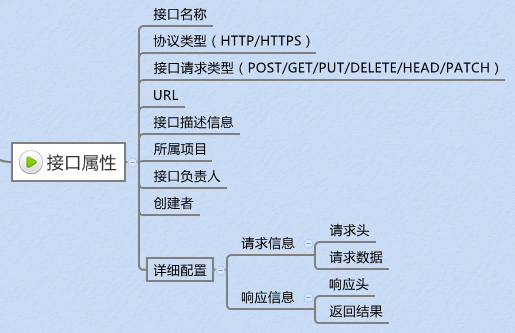 接口名称
协议类型（HTTP/HTTPS）
接口请求类型（POST/GET/PUT/DELETE/HEAD/PATCH）
URL
接口描述信息
接口属性
所属项目
接口负责人
创建者
详细配置
请求信息
请求头
请求数据
响应信息
响应头
返回结果